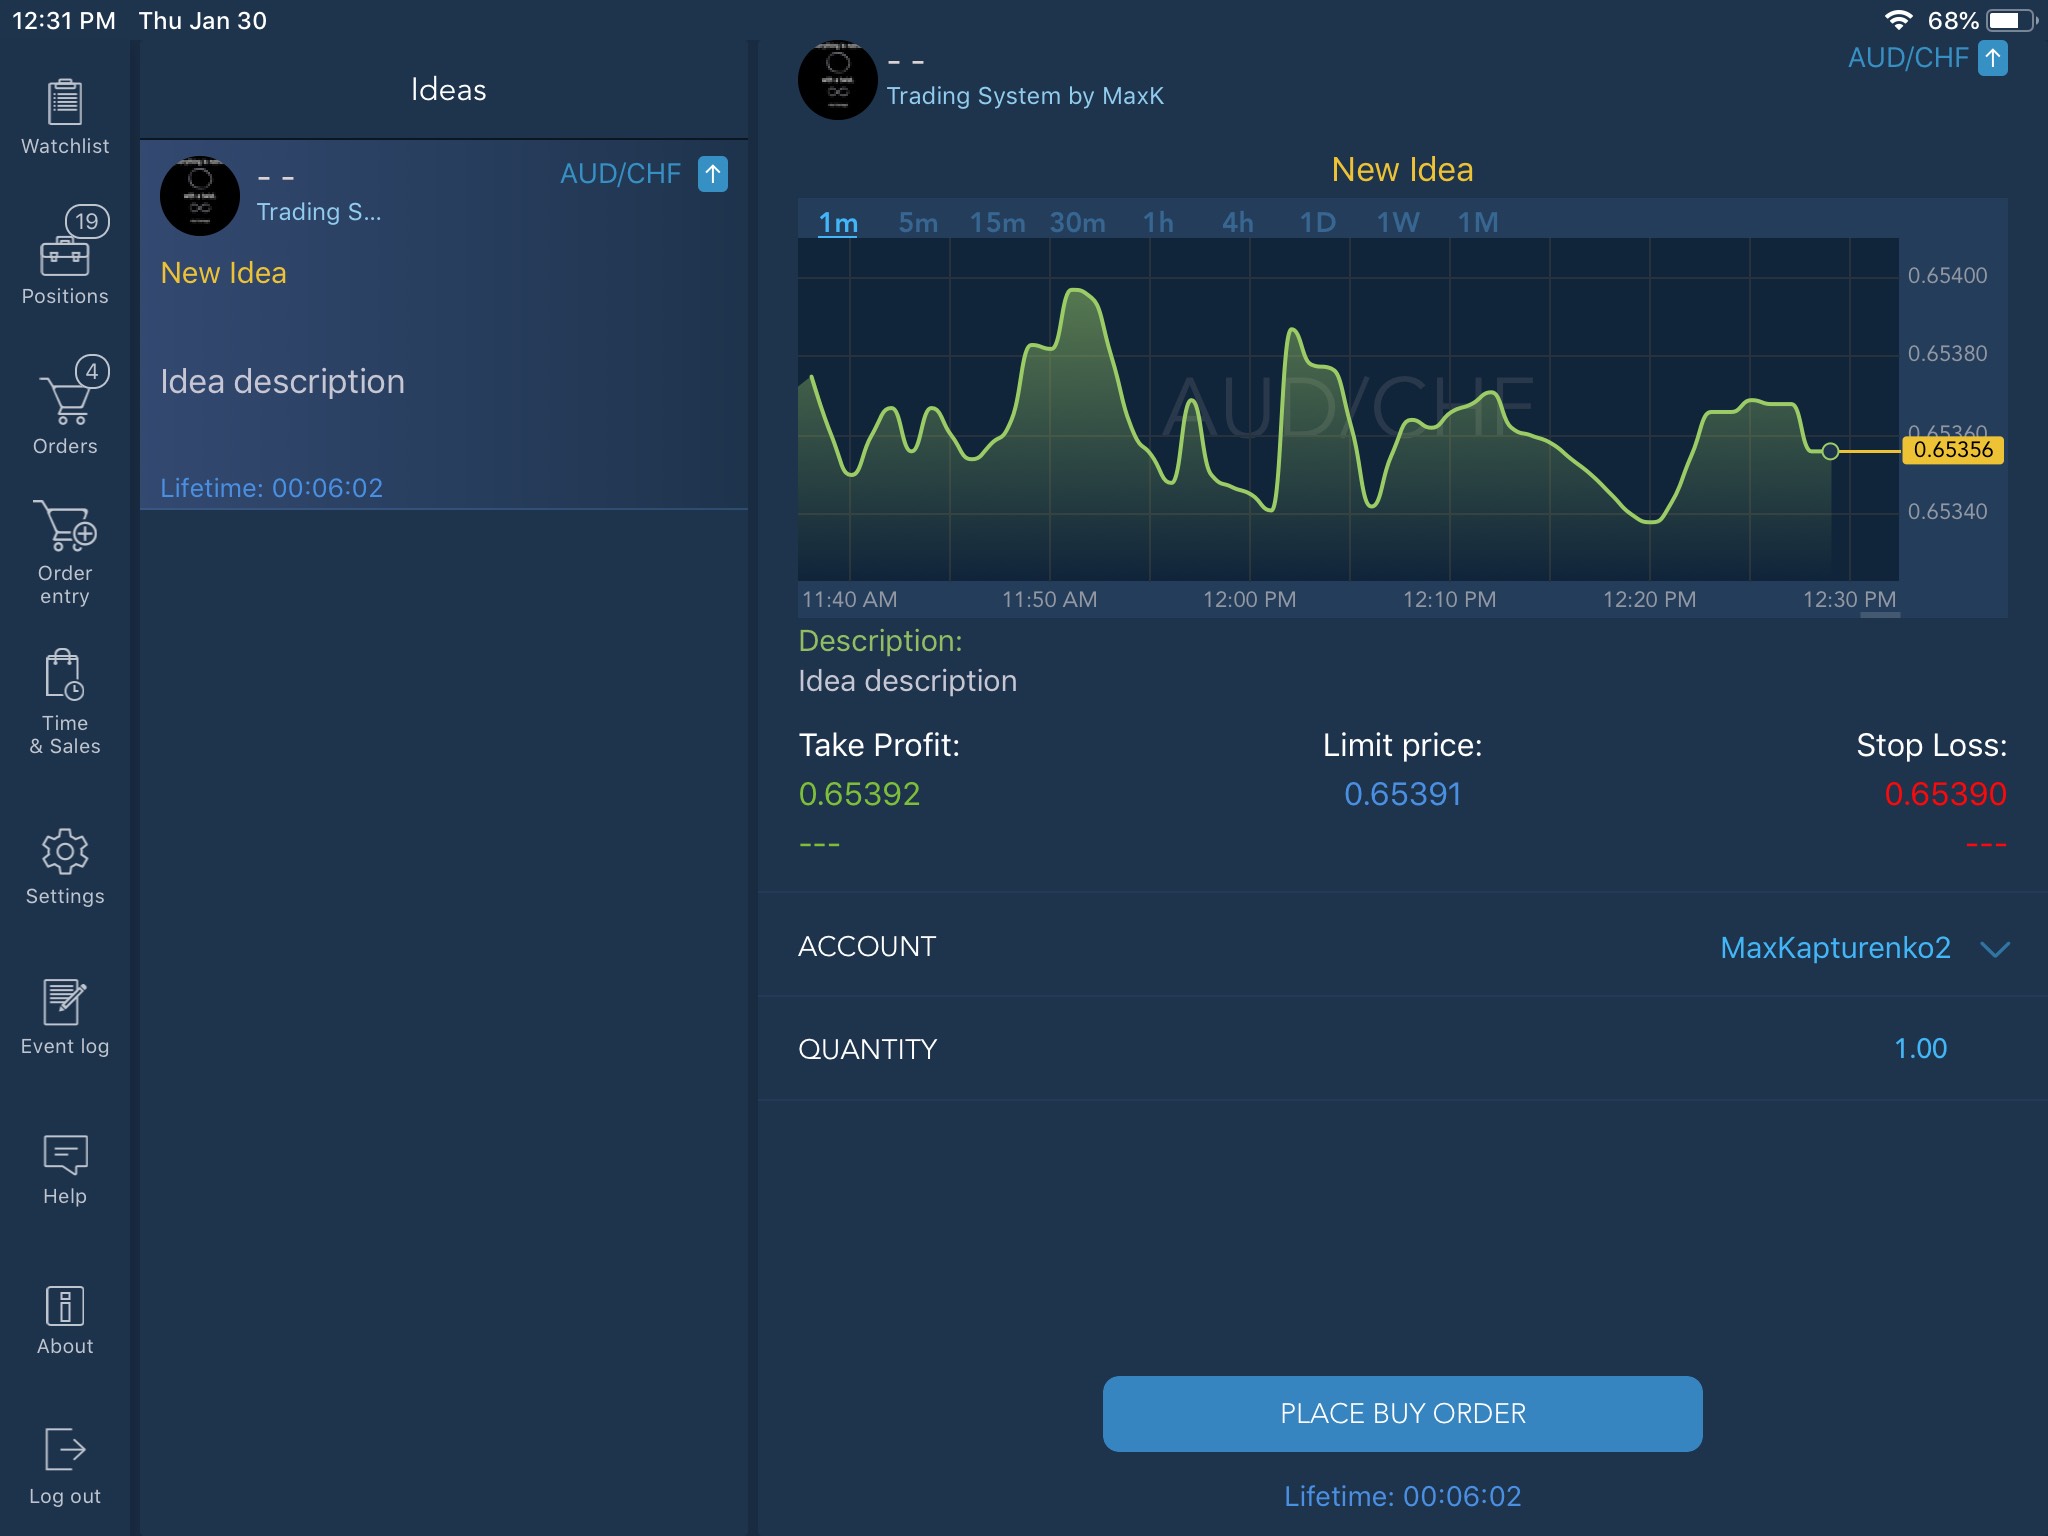 12:31 PM Thu Jan 30
68%
Watchlist
19
Positions
4
Orders
Order
entry
Time
& Sales
Settings
Event log
Help
About
Log out
Ideas
- -
AUD/CHF
Trading S...
New Idea
Idea description
Lifetime: 00:06:02
- -
AUD/CHF
Trading System by MaxK
New Idea
1m 5m 15m 30m 1h 4h 1D 1W 1M
AUD/CHF
0.65400
0.65380
0.65360
0.65356
0.65340
11:40 AM 11:50 AM 12:00 PM 12:10 PM 12:20 PM 12:30 PM
Description:
Idea description
Take Profit: Limit price: Stop Loss:
0.65392 0.65391 0.65390
--- ---
ACCOUNT MaxKapturenko2
QUANTITY 1.00
PLACE BUY ORDER
Lifetime: 00:06:02